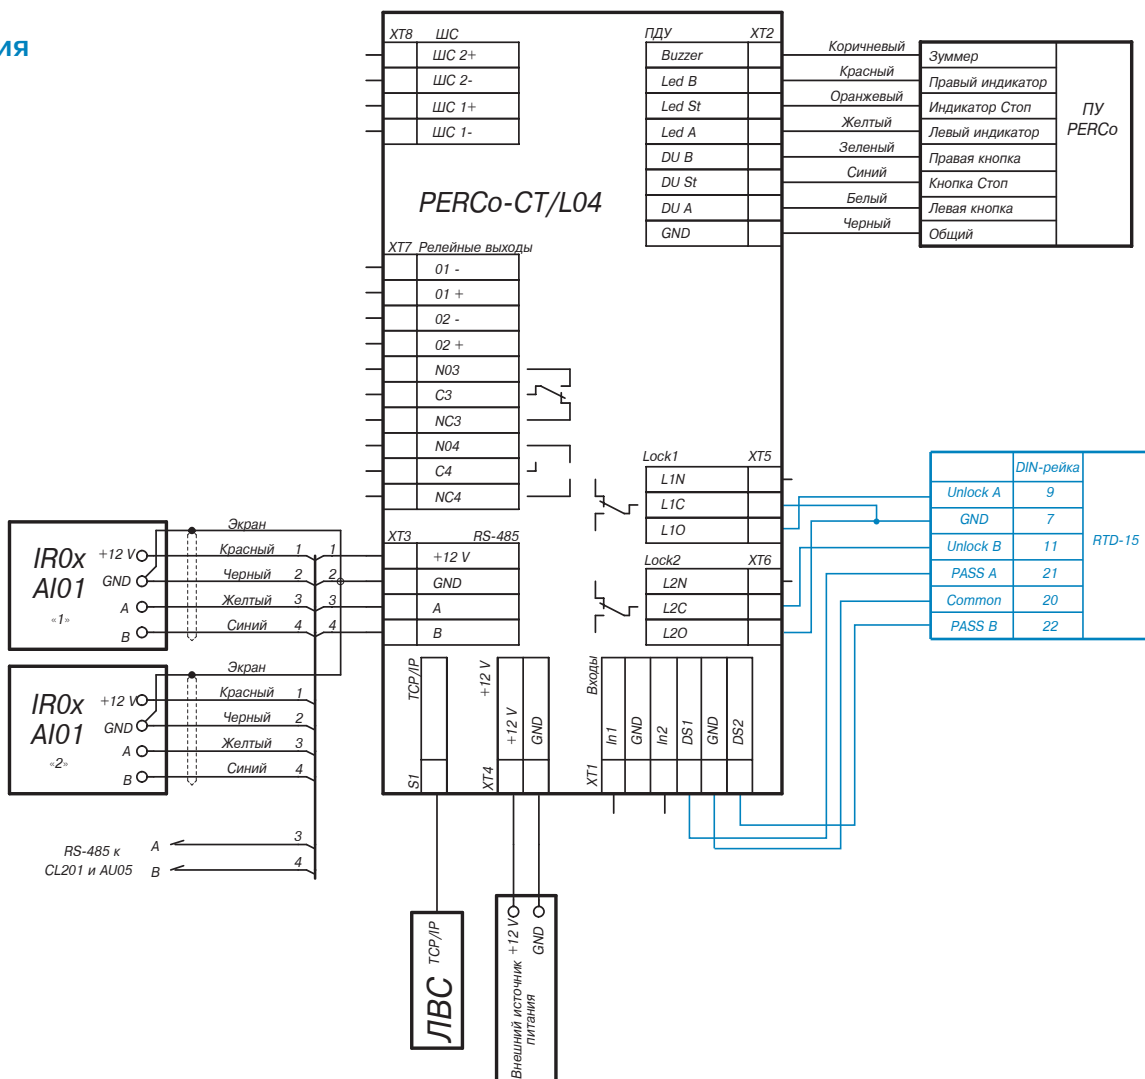 ия
XT8 ШС
ШС 2+
ШС 2-
ШС 1+
ШС 1-
ПДУ XT2
Buzzer
Led B
Led St
Led A
DU B
DU St
DU A
GND
Коричневый
Красный
Оранжевый
Желтый
Зеленый
Синий
Белый
Черный
Зуммер
Правый индикатор
Индикатор Стоп
Левый индикатор
Правая кнопка
Кнопка Стоп
Левая кнопка
Общий
ПУ
PERCo
PERCo-CT/L04
XT7 Релейные выходы
01 -
01 +
02 -
02 +
N03
C3
NC3
N04
C4
NC4
XT3 RS-485
+12 V
GND
A
B
Lock1 XT5
L1N
L1C
L1O
Lock2 XT6
L2N
L2C
L2O
DIN-рейка
Unlock A 9
GND 7
Unlock B 11
PASS A 21
Common 20
PASS B 22
RTD-15
IR0x
AI01
«1»
+12 V
GND
A
B
Экран
Красный 1 1
Черный 2 2
Желтый 3 3
Синий 4 4
IR0x
AI01
«2»
+12 V
GND
A
B
Экран
Красный 1
Черный 2
Желтый 3
Синий 4
RS-485 к
CL201 и AU05
A 3
B 4
TCP/IP
S1
+12 V
+12 V
GND
XT4
Входы
In1
GND
In2
DS1
GND
DS2
XT1
ЛВС TCP/IP
Внешний источник
питания
+12 V
GND